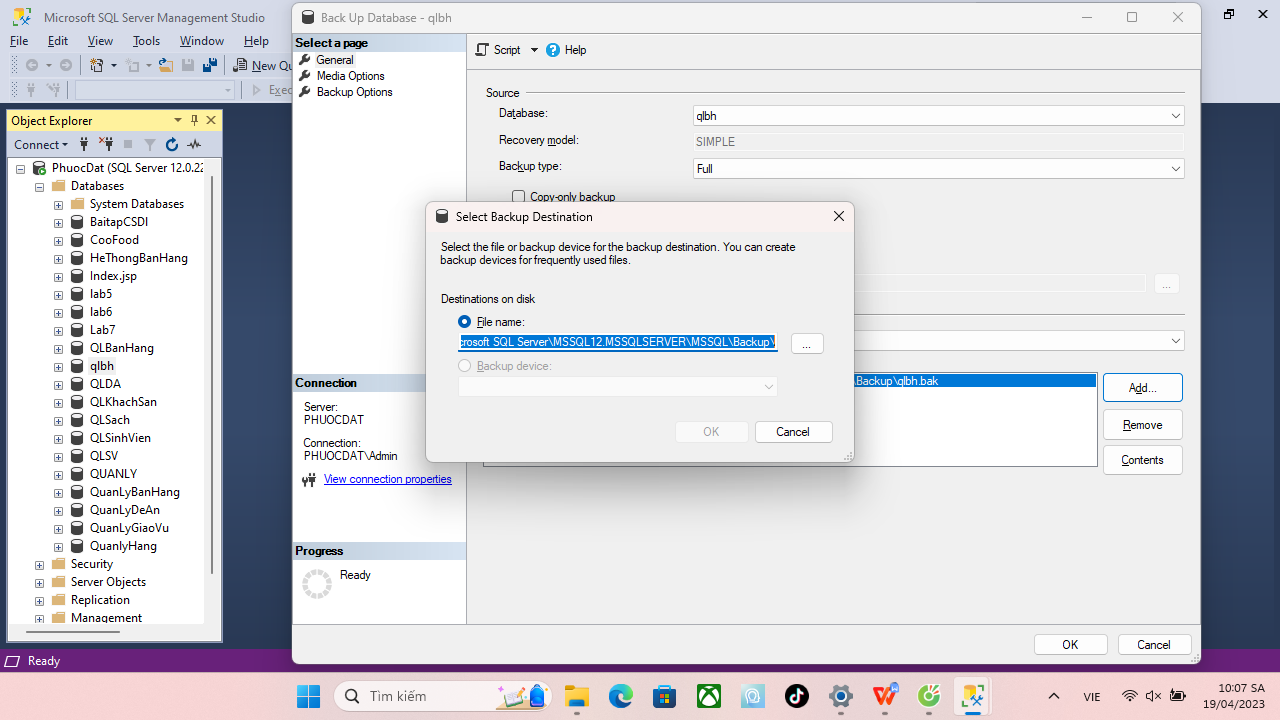 Microsoft SQL Server Management Studio
File Edit View Tools Window Help
New Qu
Exec
Object Explorer
Connect
PhuocDat (SQL Server 12.0.22
Databases
System Databases
BaitapCSDl
CooFood
HeThongBanHang
Index.jsp
lab5
lab6
Lab7
QLBanHang
qlbh
QLDA
QLKhachSan
QLSach
QLSinhVien
QLSV
QUANLY
QuanLyBanHang
QuanLyDeAn
QuanLyGiaoVu
QuanlyHang
Security
Server Objects
Replication
Management
Ready
Back Up Database - qlbh
Select a page
General
Media Options
Backup Options
Connection
Server:
PHUOCDAT
Connection:
PHUOCDAT\Admin
View connection properties
Progress
Ready
Script Help
Source
Database: qlbh
Recovery model: SIMPLE
Backup type: Full
Copy-only backup
...
\Backup\qlbh.bak
Add...
Remove
Contents
OK Cancel
Select Backup Destination
Select the file or backup device for the backup destination. You can create
backup devices for frequently used files.
Destinations on disk
File name:
crosoft SQL Server\MSSQL12.MSSQLSERVER\MSSQL\Backup\ ...
Backup device:
OK Cancel
Tìm kiếm
VIE
10:07 SA
19/04/2023